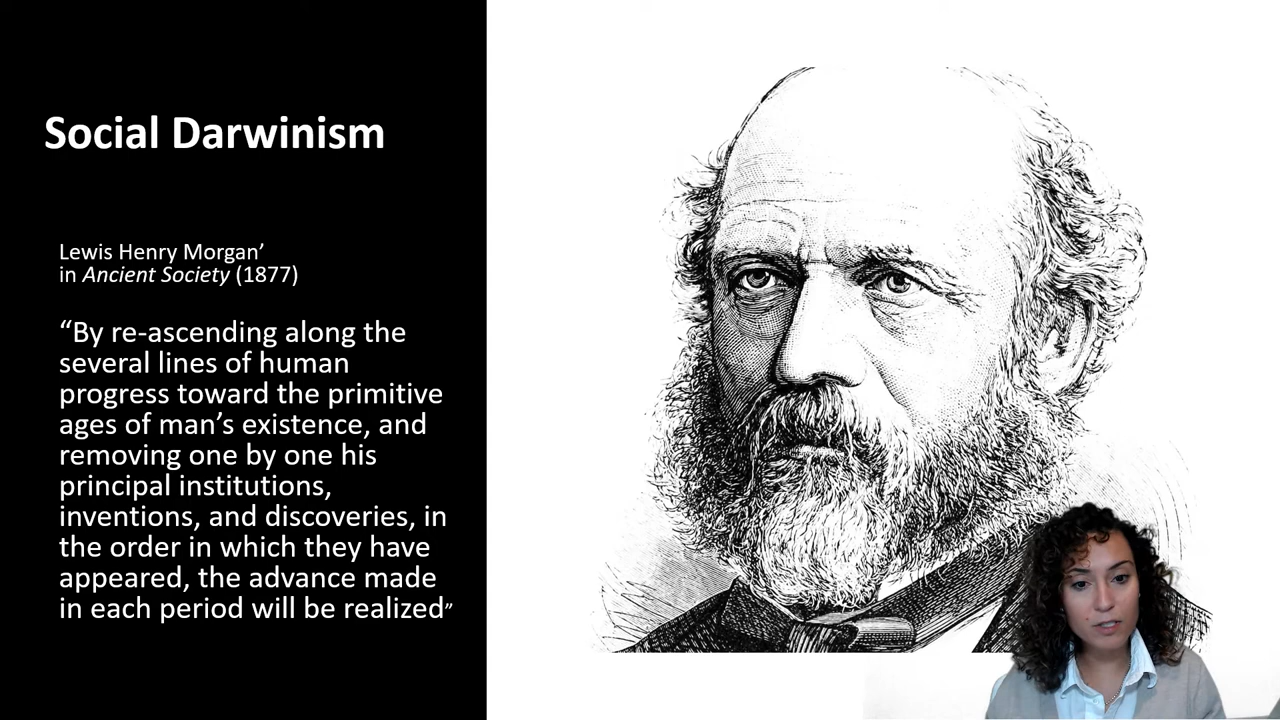 Social Darwinism
Lewis Henry Morgan’
in Ancient Society (1877)
“By re-ascending along the
several lines of human
progress toward the primitive
ages of man’s existence, and
removing one by one his
principal institutions,
inventions, and discoveries, in
the order in which they have
appeared, the advance made
in each period will be realized”